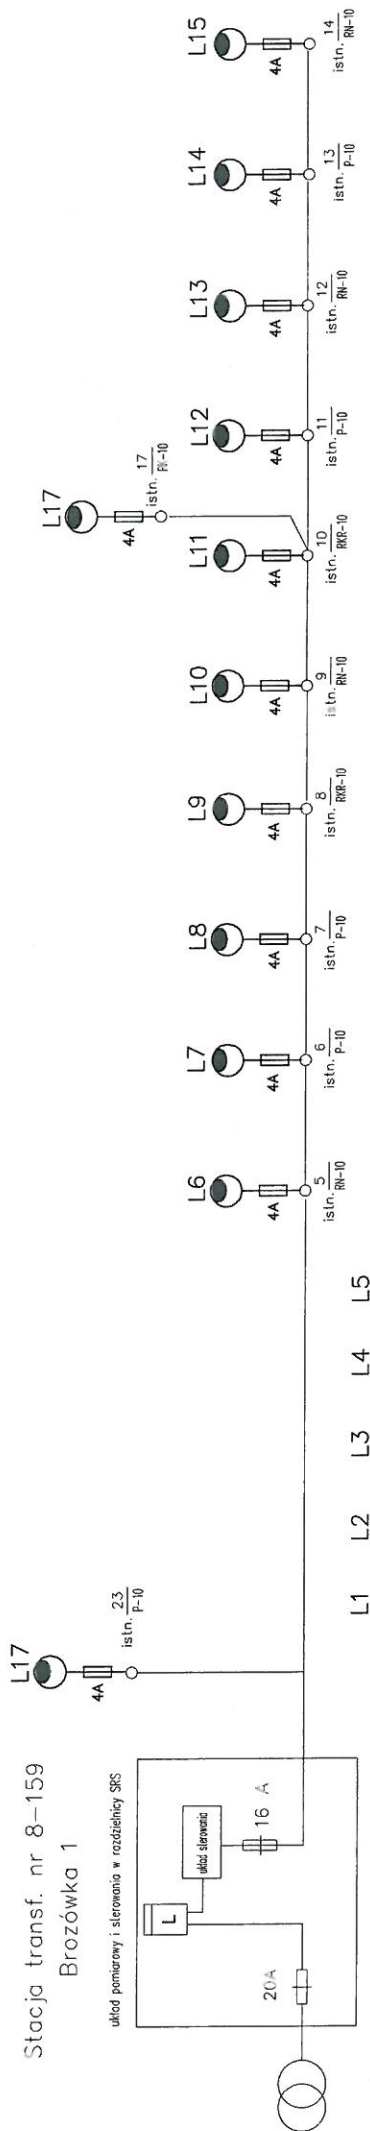 Stacja transf. nr 8-159
Brozówka 1
układ pomiarowy i sterowania w rozdzielnicy SRS
L
układ sterowania
20A
16 A
L17
4A
istn. 23
P-10
L1 L2 L3 L4 L5
L6
4A
istn. 5
RN-10
L7
4A
istn. 6
P-10
L8
4A
istn. 7
P-10
L9
4A
istn. 8
RKR-10
L10
4A
istn. 9
RN-10
L11
4A
istn. 10
RKR-10
L17
4A
istn. 17
RK-10
L12
4A
istn. 11
P-10
L13
4A
istn. 12
RN-10
L14
4A
istn. 13
P-10
L15
4A
istn. 14
RN-10